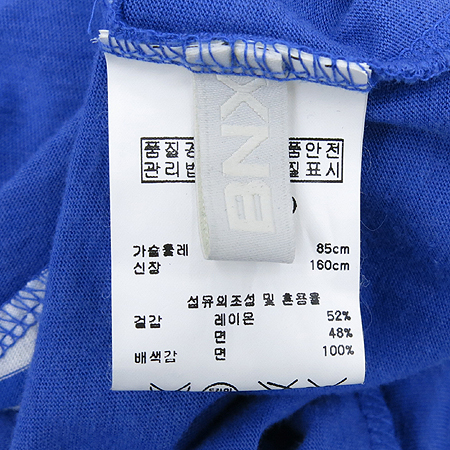 BNX
품질경 품안전
관리법 질표시
가슴둘레 85cm
신장 160cm
섬유의조성 및 혼용율
겉감 레이온 52%
면 48%
배색감 면 100%